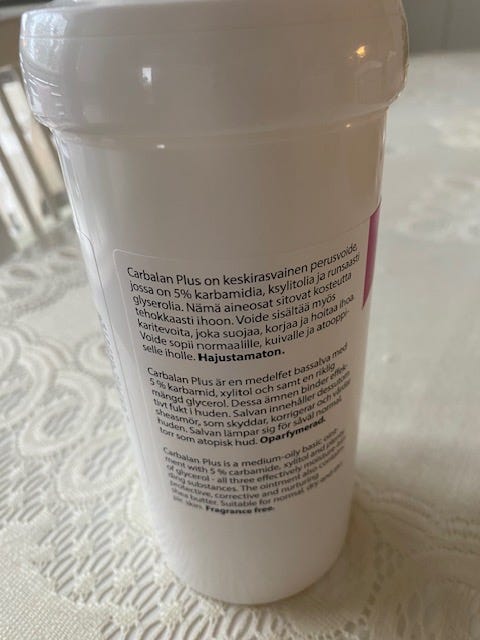 Carbalan Plus on keskirasvainen perusvoide,
jossa on 5% karbamidia, ksylitolia ja runsaasti
glyserolia. Nämä aineosat sitovat kosteutta
tehokkaasti ihoon. Voide sisältää myös
karitevoita, joka suojaa, korjaa ja hoitaa ihoa.
Voide sopii normaalille, kuivalle ja atooppi-
selle iholle. Hajustamaton.
Carbalan Plus är en medelfet bassalva med
5 % karbamid, xylitol och samt en riklig
mängd glycerol. Dessa ämnen binder effek-
tivt fukt i huden. Salvan innehåller dessutom
sheasmör, som skyddar, korrigerar och vårdar
huden. Salvan lämpar sig för såväl normal,
torr som atopisk hud. Oparfymerad.
Carbalan Plus is a medium-oily basic oint-
ment with 5 % carbamide, xylitol and plenty
of glycerol - all three effectively moisture bin-
ding substances. The ointment also contains
protective, corrective and nurturing
shea butter. Suitable for normal, dry and ato-
pic skin. Fragrance free.